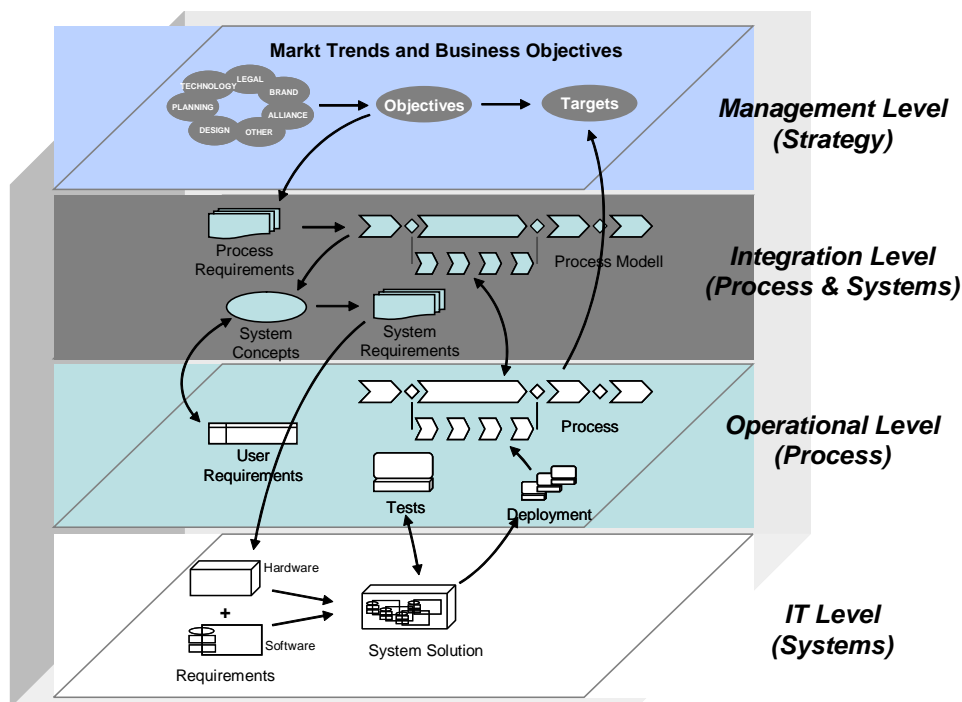 Markt Trends and Business Objectives
LEGAL
TECHNOLOGY
BRAND
PLANNING
ALLIANCE
DESIGN
OTHER
Objectives
Targets
Management Level
(Strategy)
Process
Requirements
Process Modell
System
Concepts
System
Requirements
Integration Level
(Process & Systems)
User
Requirements
Process
Tests
Deployment
Operational Level
(Process)
Hardware
+
Software
Requirements
System Solution
IT Level
(Systems)